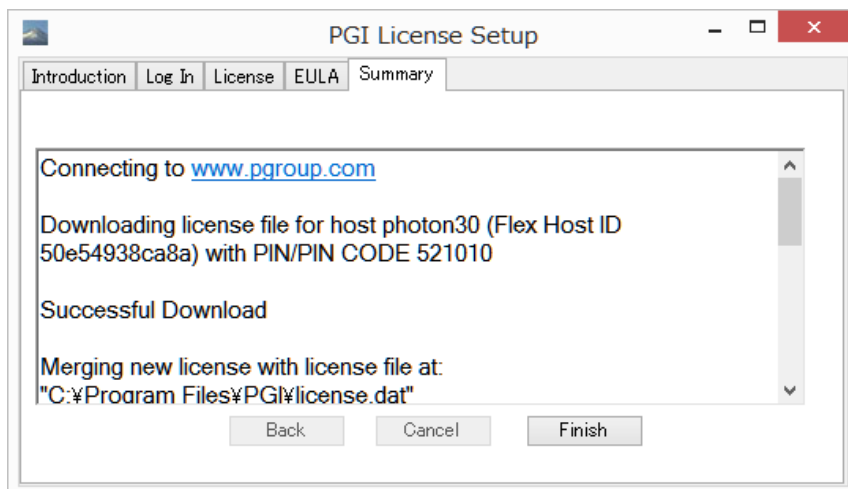 PGI License Setup
Introduction
Log In
License
EULA
Summary
Connecting to www.pgroup.com
Downloading license file for host photon30 (Flex Host ID
50e54938ca8a) with PIN/PIN CODE 521010
Successful Download
Merging new license with license file at:
"C:¥Program Files¥PGI¥license.dat"
Back
Cancel
Finish